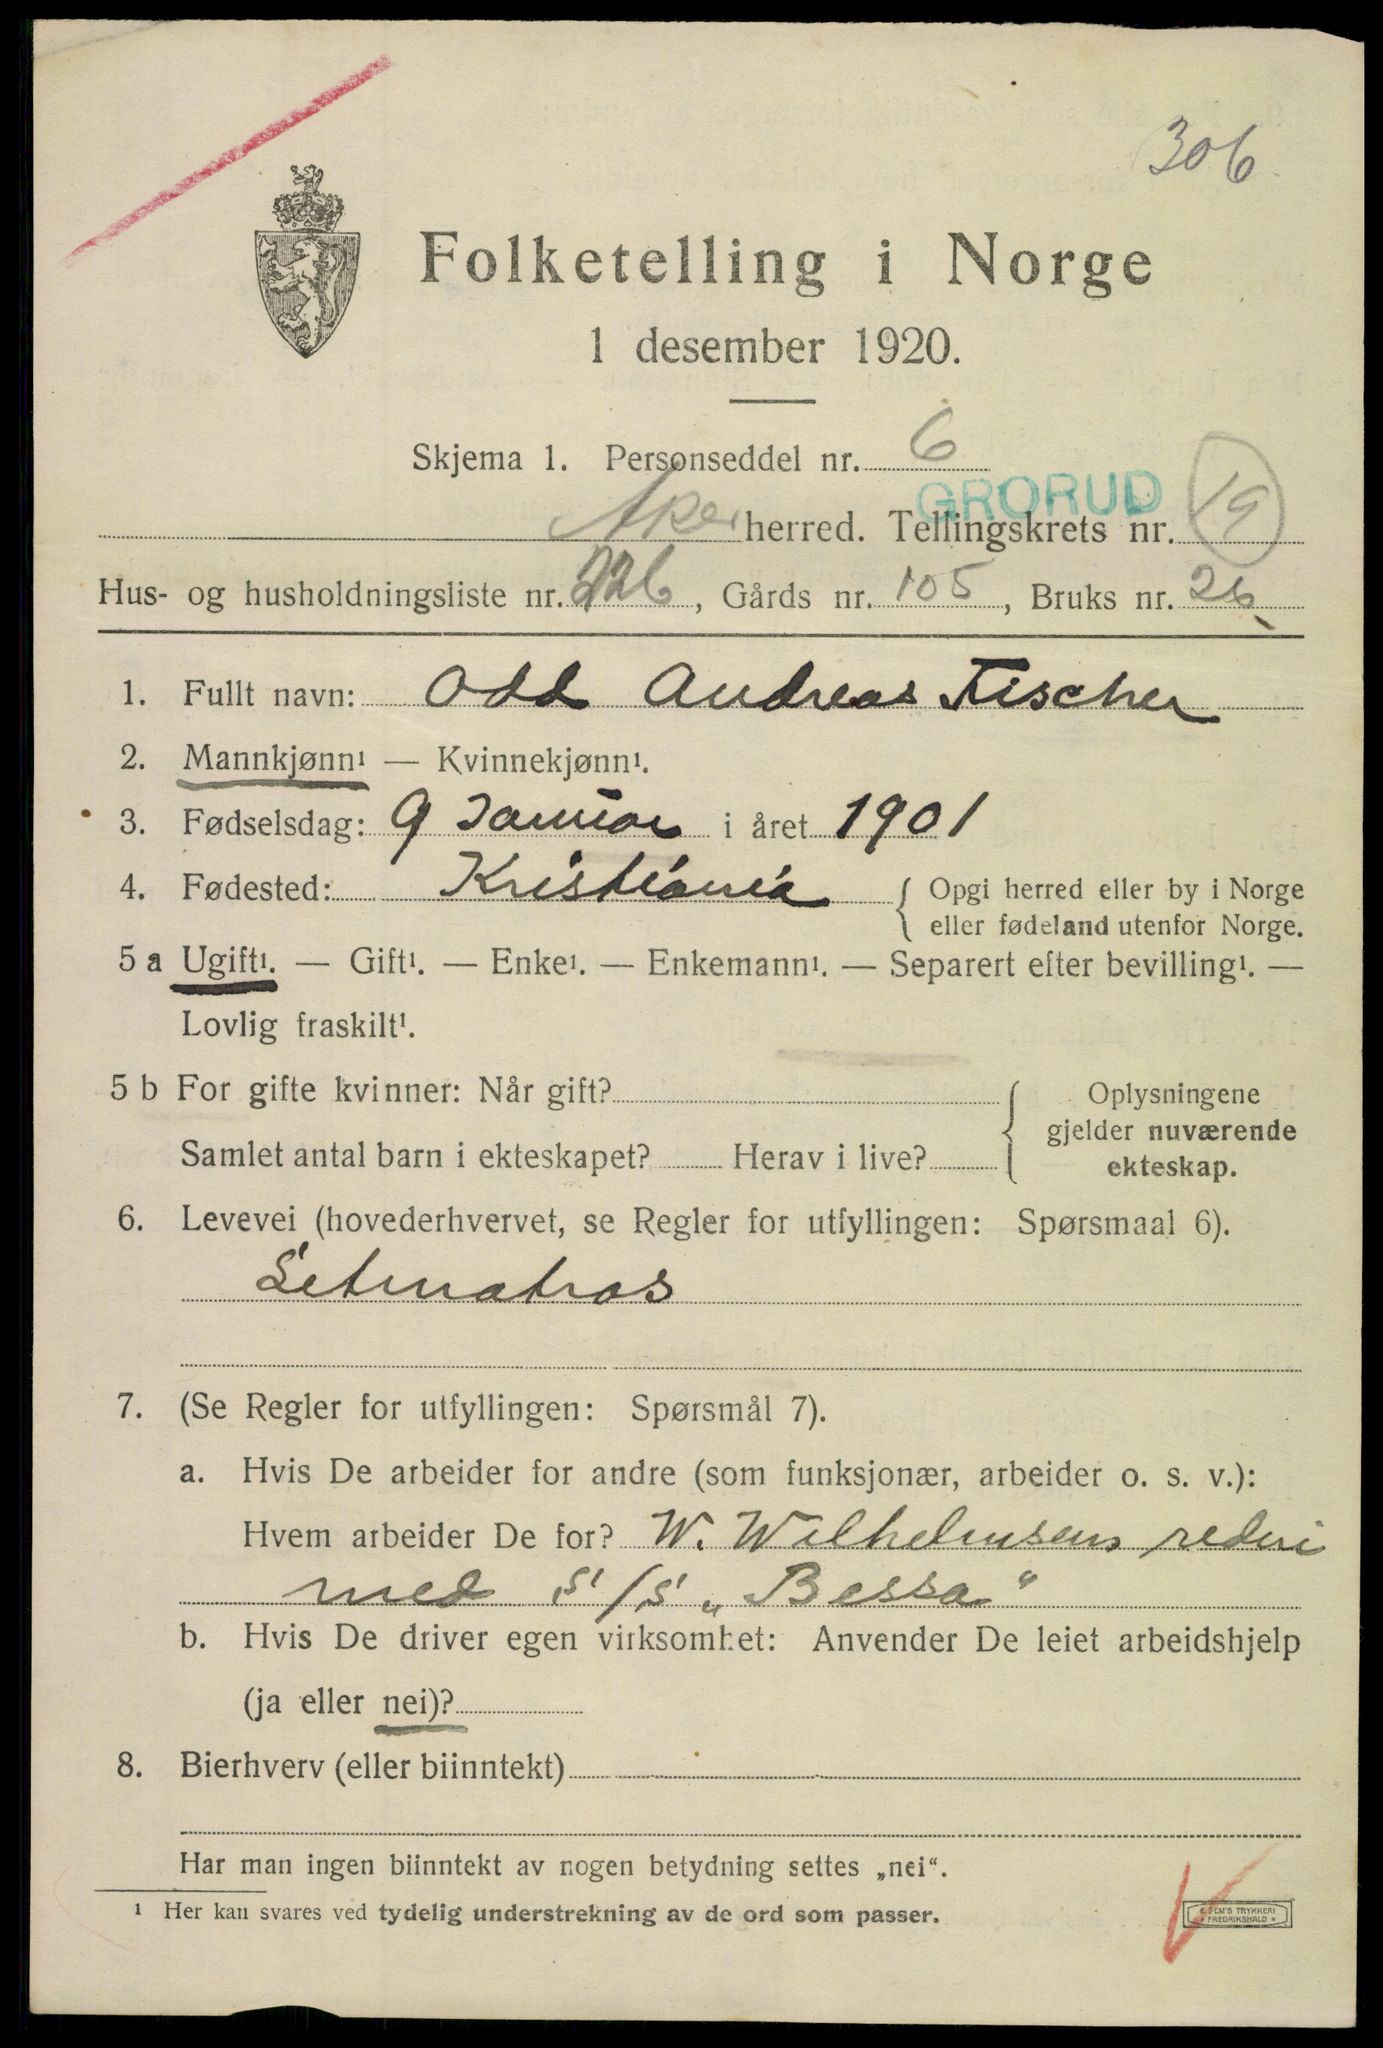 306
Folketelling i Norge
1 desember 1920.
Skjema 1. Personseddel nr. 6
GRORUD
Aker herred. Tellingskrets nr. 19
Hus- og husholdningsliste nr. 226, Gårds nr. 105, Bruks nr. 26
1. Fullt navn: Odd Andreas Fischer
2. Mannkjønn¹ — Kvinnekjønn¹.
3. Fødselsdag: 9 Januar i året 1901
4. Fødested: Kristiania { Opgi herred eller by i Norge
eller fødeland utenfor Norge.
5 a Ugift¹. — Gift¹. — Enke¹. — Enkemann¹. — Separert efter bevilling¹. —
Lovlig fraskilt¹.
5 b For gifte kvinner: Når gift? { Oplysningene
gjelder nuværende
Samlet antal barn i ekteskapet? Herav i live? ekteskap.
6. Levevei (hovederhvervet, se Regler for utfyllingen: Spørsmaal 6).
Letmatros
7. (Se Regler for utfyllingen: Spørsmål 7).
a. Hvis De arbeider for andre (som funksjonær, arbeider o. s. v.):
Hvem arbeider De for? W. Wilhelmsens rederi
med S/S „Bessa"
b. Hvis De driver egen virksomhet: Anvender De leiet arbeidshjelp
(ja eller nei)?
8. Bierhverv (eller biinntekt)
Har man ingen biinntekt av nogen betydning settes „nei“.
¹ Her kan svares ved tydelig understrekning av de ord som passer.
E. SEM'S TRYKKERI
FREDRIKSHALD